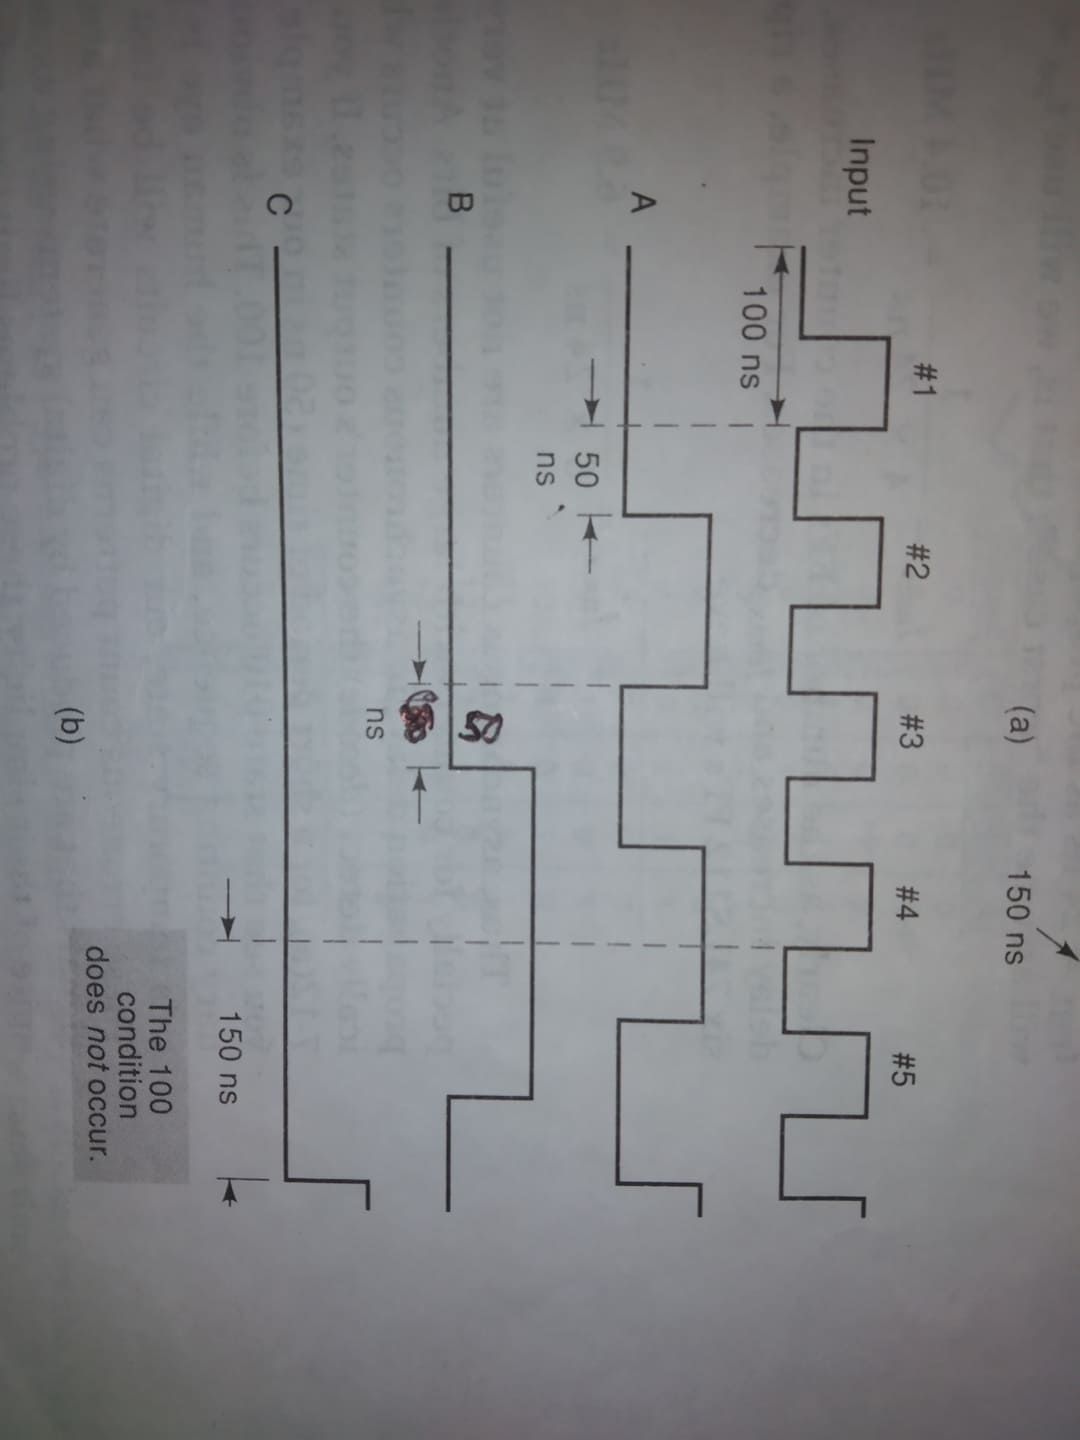 (a)
150 ns
#1 #2 #3 #4 #5
Input
100 ns
A
50
ns
B
50
ns
C
150 ns
The 100
condition
does not occur.
(b)